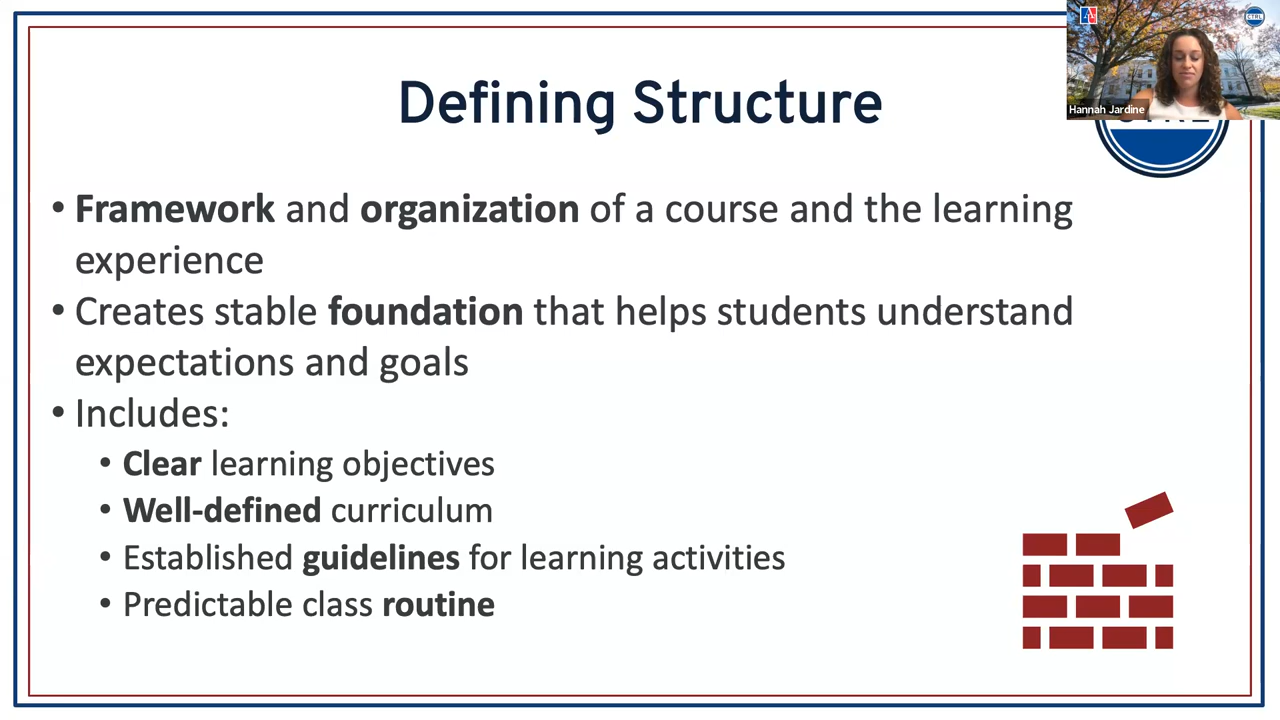 Defining Structure
CTRL
Hannah Jardine
• Framework and organization of a course and the learning
experience
• Creates stable foundation that helps students understand
expectations and goals
• Includes:
• Clear learning objectives
• Well-defined curriculum
• Established guidelines for learning activities
• Predictable class routine